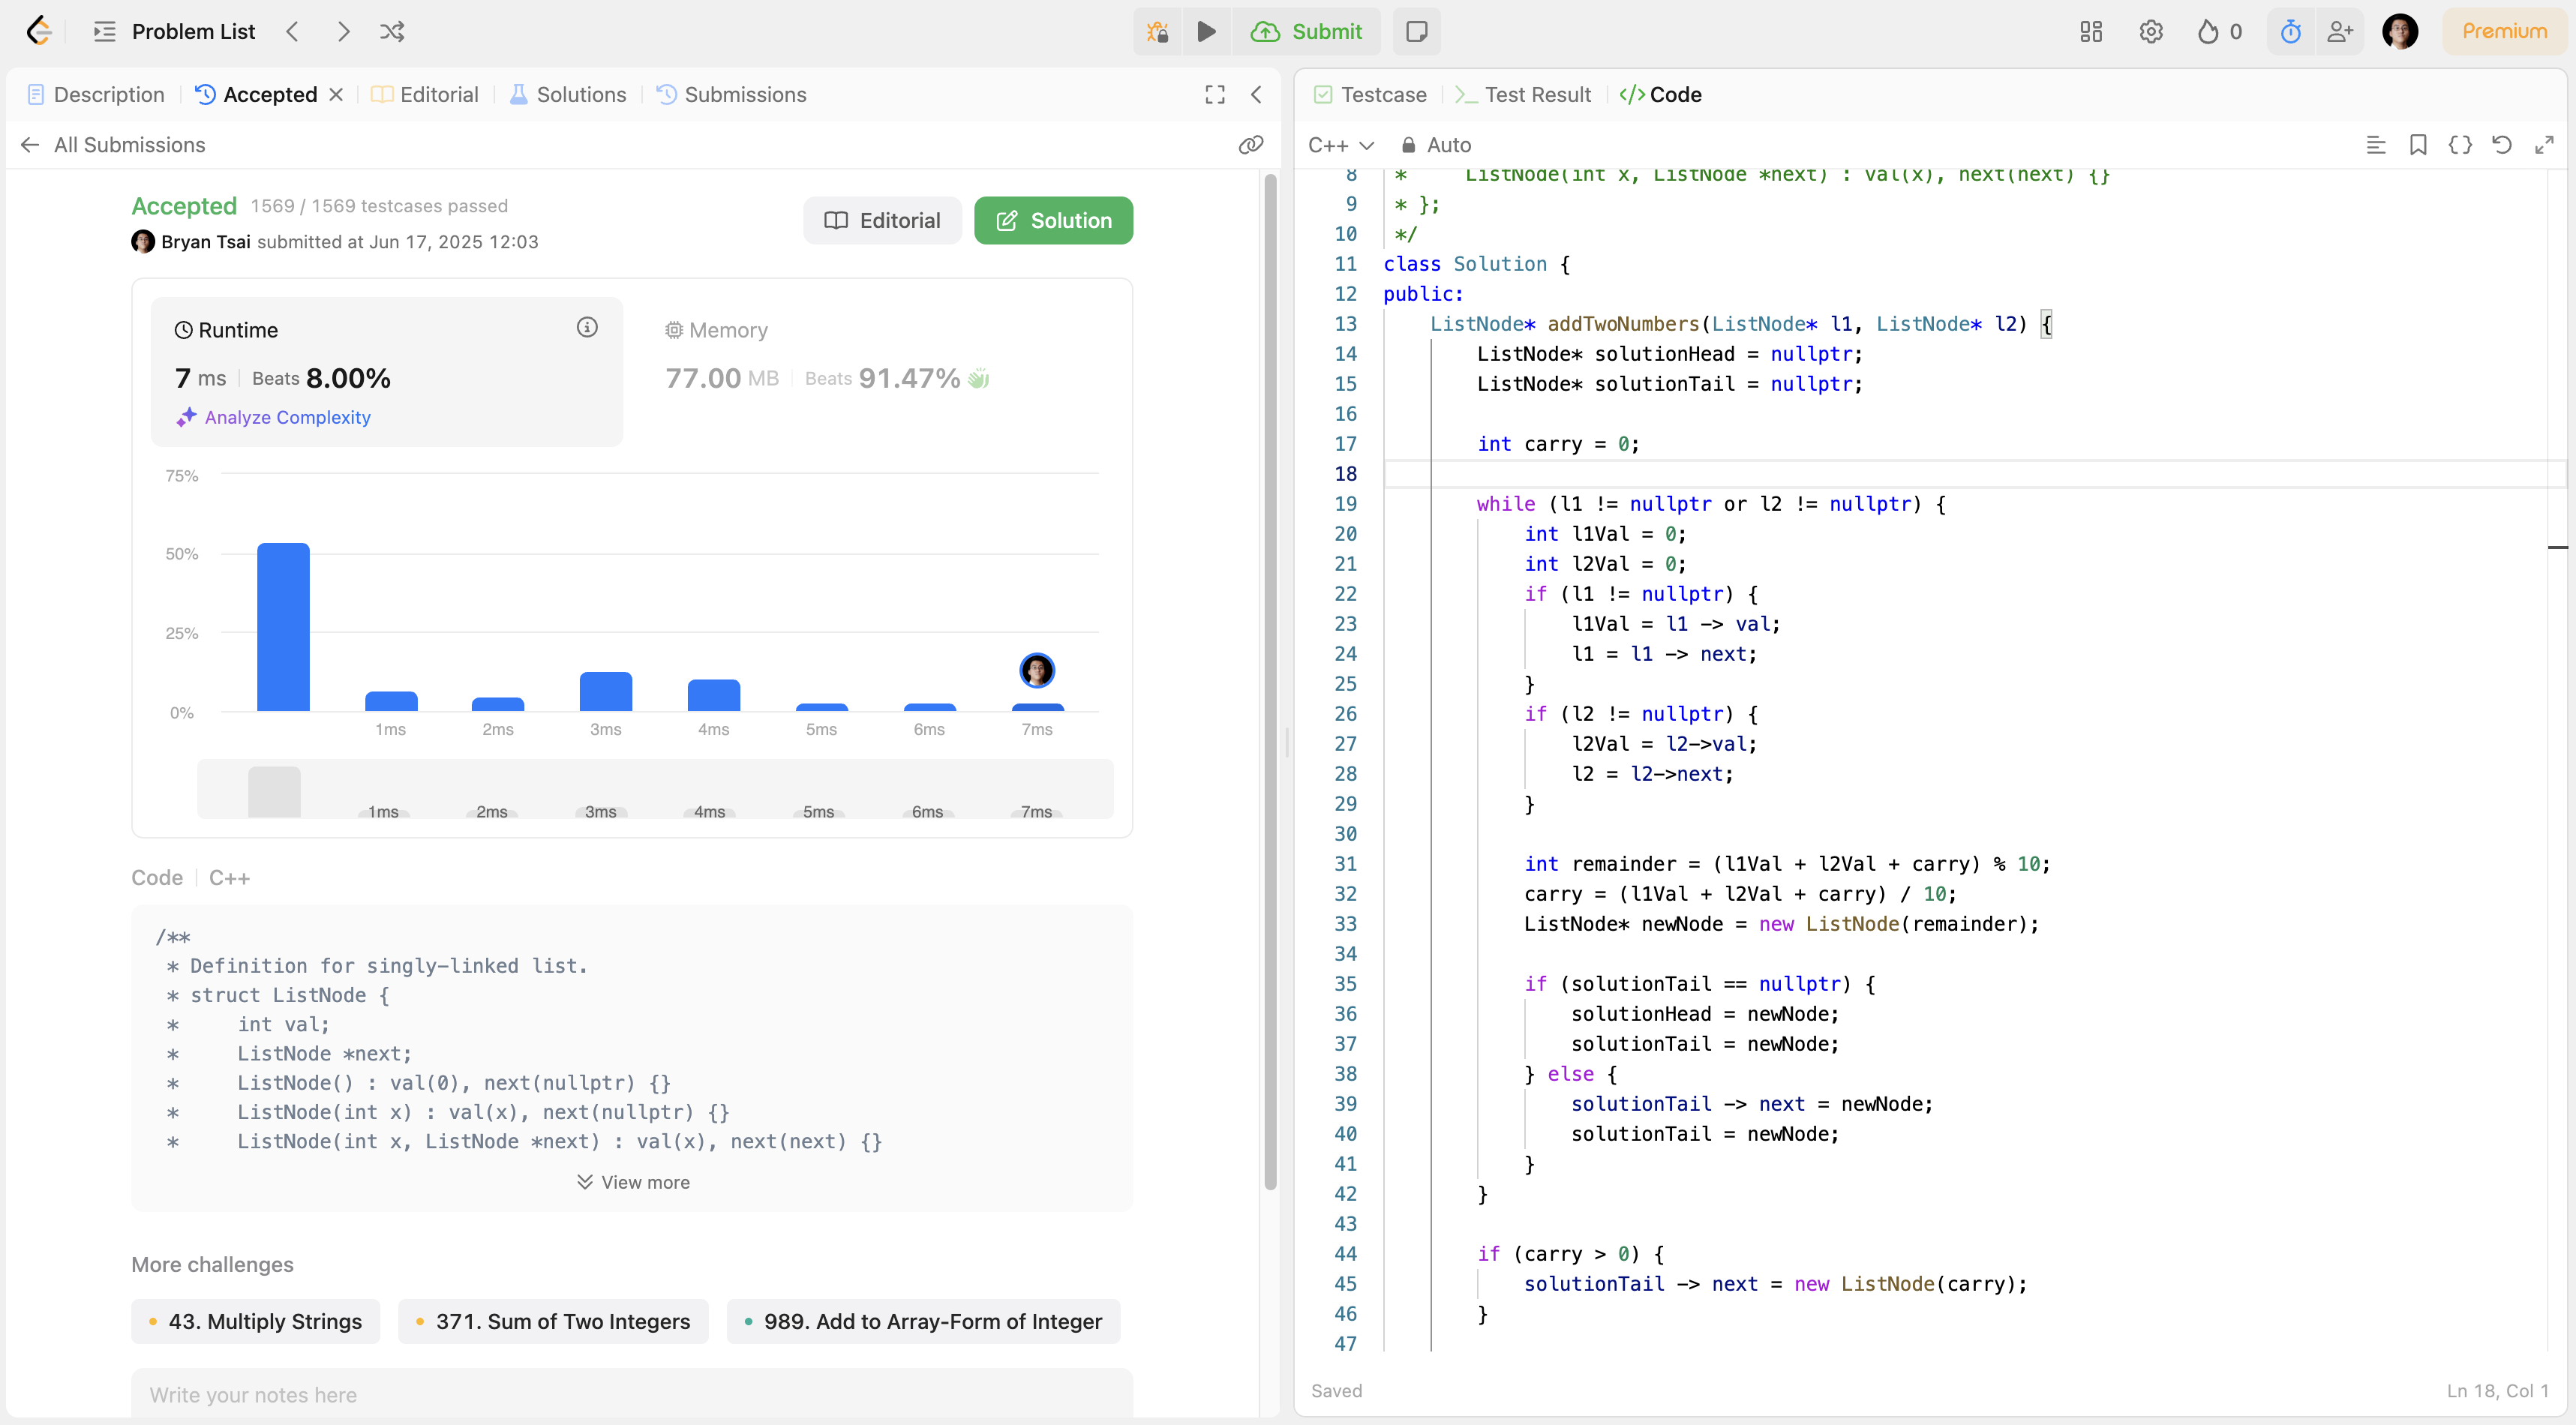 Problem List
Submit
0
Premium
Description
Accepted
Editorial
Solutions
Submissions
All Submissions
Accepted 1569 / 1569 testcases passed
Bryan Tsai submitted at Jun 17, 2025 12:03
Editorial
Solution
Runtime
7 ms Beats 8.00%
Analyze Complexity
Memory
77.00 MB Beats 91.47%
75%
50%
25%
0%
1ms 2ms 3ms 4ms 5ms 6ms 7ms
1ms 2ms 3ms 4ms 5ms 6ms 7ms
Code C++
/**
 * Definition for singly-linked list.
 * struct ListNode {
 *     int val;
 *     ListNode *next;
 *     ListNode() : val(0), next(nullptr) {}
 *     ListNode(int x) : val(x), next(nullptr) {}
 *     ListNode(int x, ListNode *next) : val(x), next(next) {}
View more
More challenges
43. Multiply Strings
371. Sum of Two Integers
989. Add to Array-Form of Integer
Write your notes here
Testcase
Test Result
Code
C++
Auto
8  *     ListNode(int x, ListNode *next) : val(x), next(next) {}
9  * };
10  */
11 class Solution {
12 public:
13     ListNode* addTwoNumbers(ListNode* l1, ListNode* l2) {
14         ListNode* solutionHead = nullptr;
15         ListNode* solutionTail = nullptr;
16
17         int carry = 0;
18
19         while (l1 != nullptr or l2 != nullptr) {
20             int l1Val = 0;
21             int l2Val = 0;
22             if (l1 != nullptr) {
23                 l1Val = l1 -> val;
24                 l1 = l1 -> next;
25             }
26             if (l2 != nullptr) {
27                 l2Val = l2->val;
28                 l2 = l2->next;
29             }
30
31             int remainder = (l1Val + l2Val + carry) % 10;
32             carry = (l1Val + l2Val + carry) / 10;
33             ListNode* newNode = new ListNode(remainder);
34
35             if (solutionTail == nullptr) {
36                 solutionHead = newNode;
37                 solutionTail = newNode;
38             } else {
39                 solutionTail -> next = newNode;
40                 solutionTail = newNode;
41             }
42         }
43
44         if (carry > 0) {
45             solutionTail -> next = new ListNode(carry);
46         }
47
Saved
Ln 18, Col 1